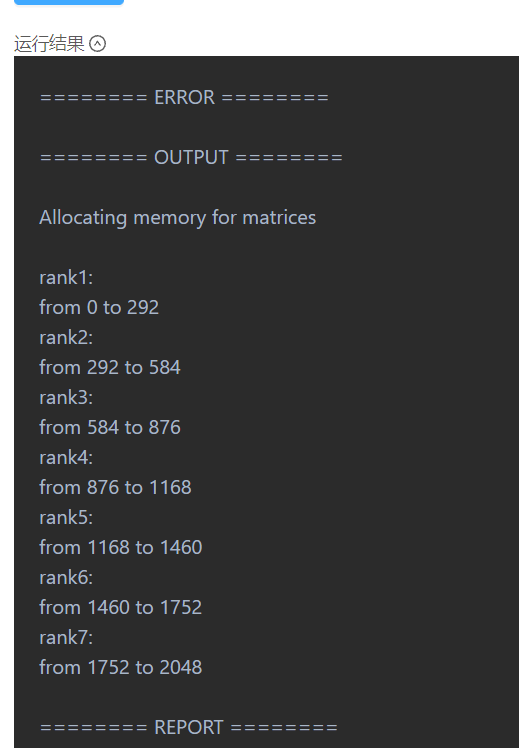 运行结果
======== ERROR ========
======== OUTPUT ========
Allocating memory for matrices
rank1:
from 0 to 292
rank2:
from 292 to 584
rank3:
from 584 to 876
rank4:
from 876 to 1168
rank5:
from 1168 to 1460
rank6:
from 1460 to 1752
rank7:
from 1752 to 2048
======== REPORT ========